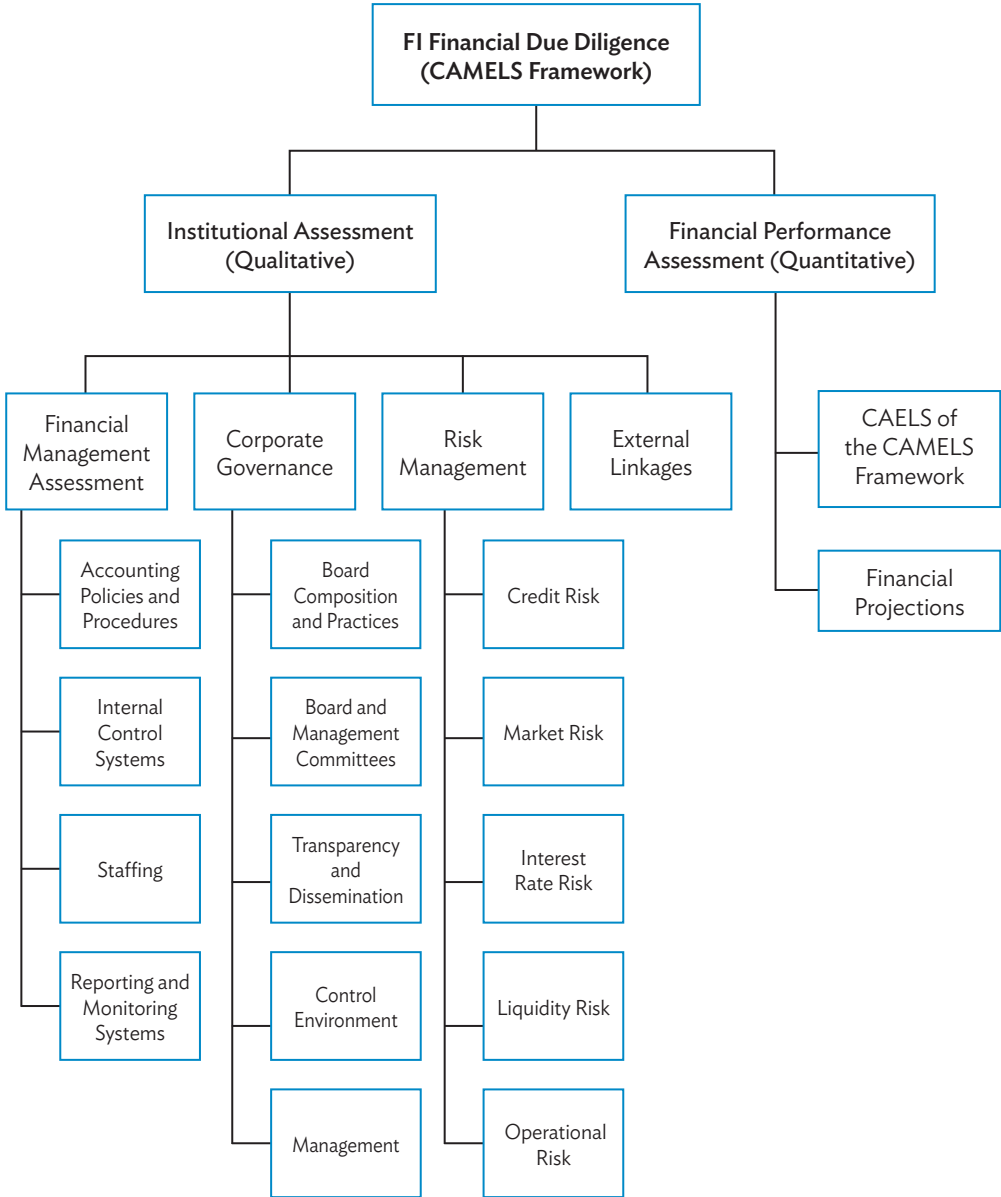 FI Financial Due Diligence
(CAMELS Framework)
Institutional Assessment
(Qualitative)
Financial Performance
Assessment (Quantitative)
Financial
Management
Assessment
Corporate
Governance
Risk
Management
External
Linkages
CAELS of
the CAMELS
Framework
Financial
Projections
Accounting
Policies and
Procedures
Internal
Control
Systems
Staffing
Reporting and
Monitoring
Systems
Board
Composition
and Practices
Board and
Management
Committees
Transparency
and
Dissemination
Control
Environment
Management
Credit Risk
Market Risk
Interest
Rate Risk
Liquidity Risk
Operational
Risk